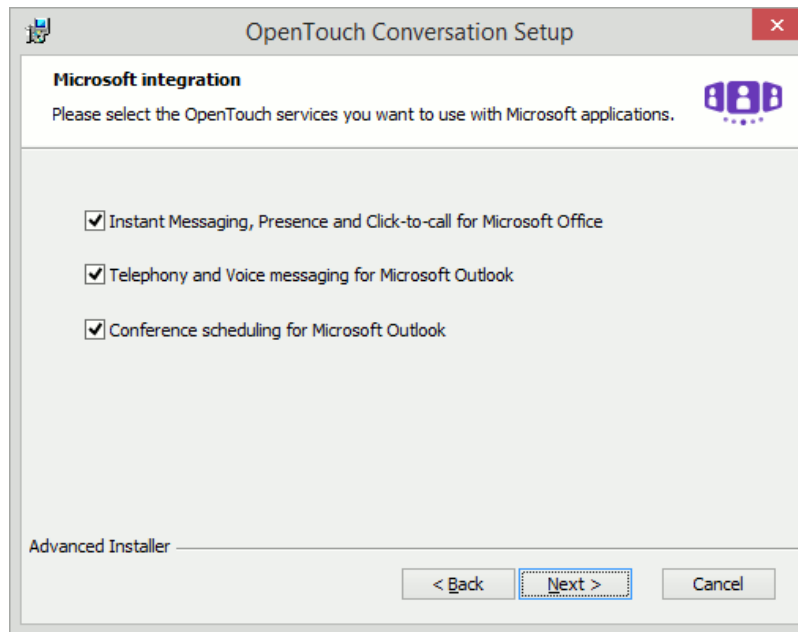 OpenTouch Conversation Setup
Microsoft integration
Please select the OpenTouch services you want to use with Microsoft applications.
Instant Messaging, Presence and Click-to-call for Microsoft Office
Telephony and Voice messaging for Microsoft Outlook
Conference scheduling for Microsoft Outlook
Advanced Installer
< Back Next > Cancel